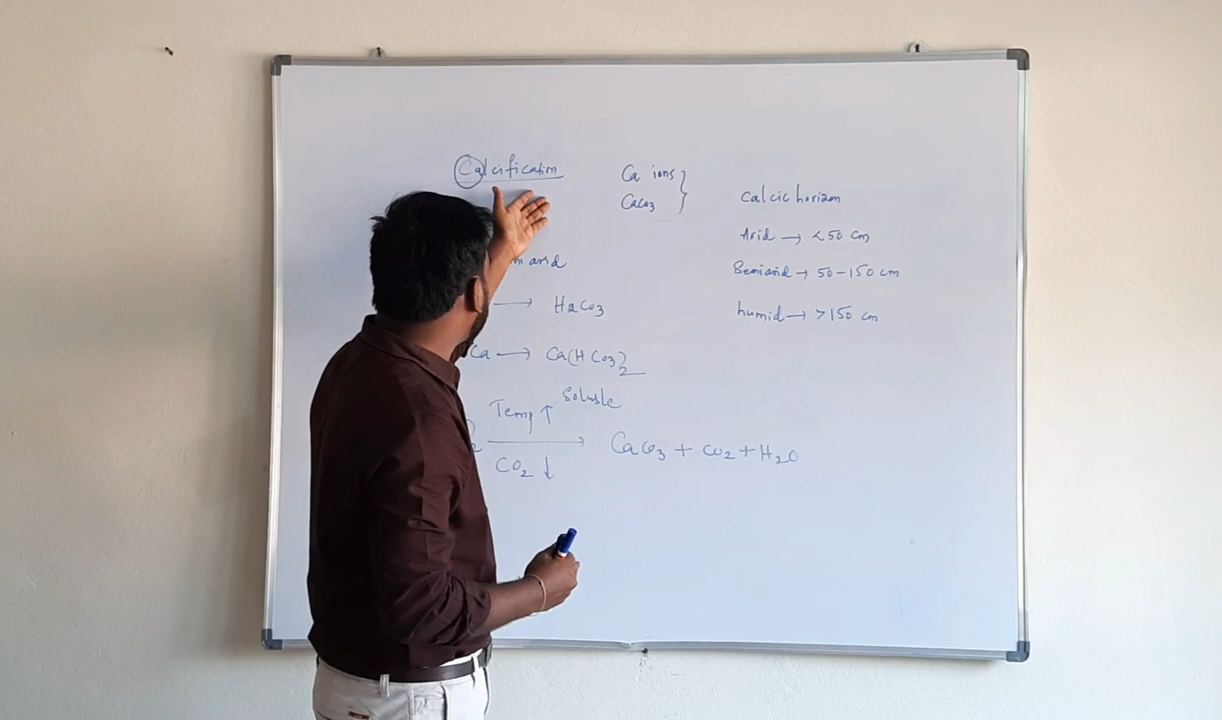 Calcification
Ca ions
CaCO3 }
Calcic horizon
Arid → < 50 cm
Semiarid → 50-150 cm
humid → >150 cm
arid
→ H2CO3
Ca → Ca(HCO3)2
Soluble
Temp ↑
CO2 ↓
→ CaCO3 + CO2 + H2O